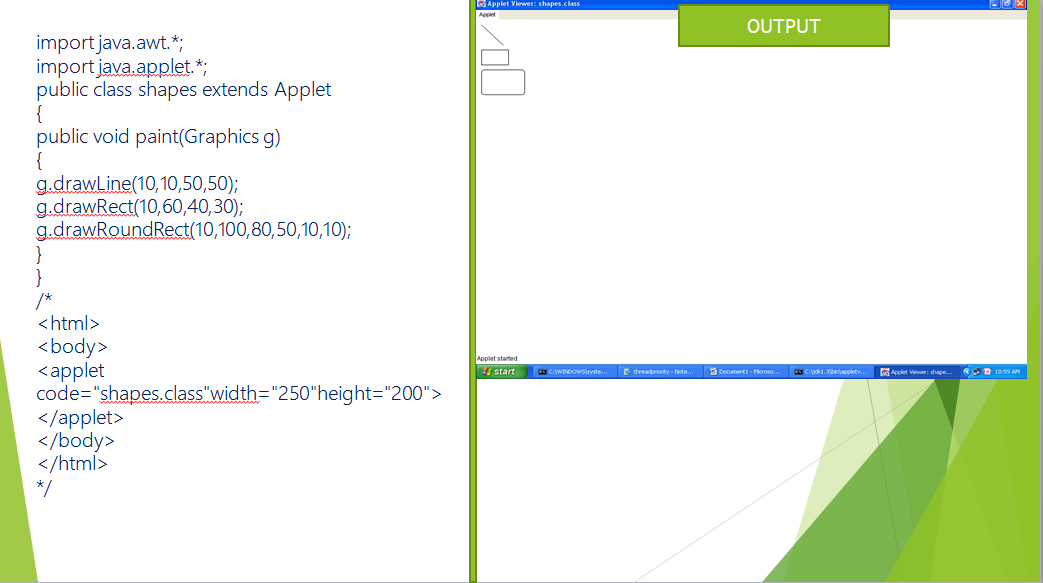 import java.awt.*;
import java.applet.*;
public class shapes extends Applet
{
public void paint(Graphics g)
{
g.drawLine(10,10,50,50);
g.drawRect(10,60,40,30);
g.drawRoundRect(10,100,80,50,10,10);
}
}
/*
<html>
<body>
<applet
code="shapes.class"width="250"height="200">
</applet>
</body>
</html>
*/
Applet Viewer: shapes.class
Applet
OUTPUT
Applet started.
start C:\WINDOWS\syste... threadpriority - Note... Document1 - Microso... C:\jdk1.3\bin\appletv... Applet Viewer: shape... 10:59 AM